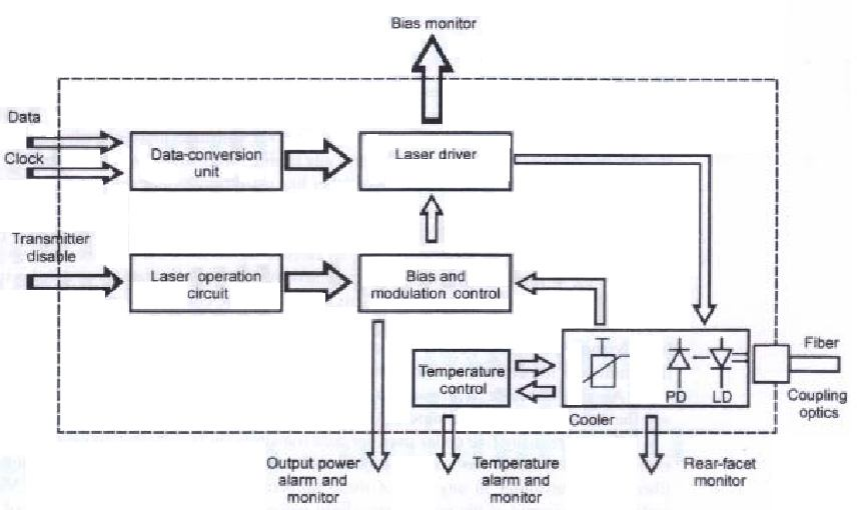 Bias monitor
Data
Clock
Data-conversion
unit
Laser driver
Transmitter
disable
Laser operation
circuit
Bias and
modulation control
Temperature
control
PD
LD
Cooler
Fiber
Coupling
optics
Output power
alarm and
monitor
Temperature
alarm and
monitor
Rear-facet
monitor